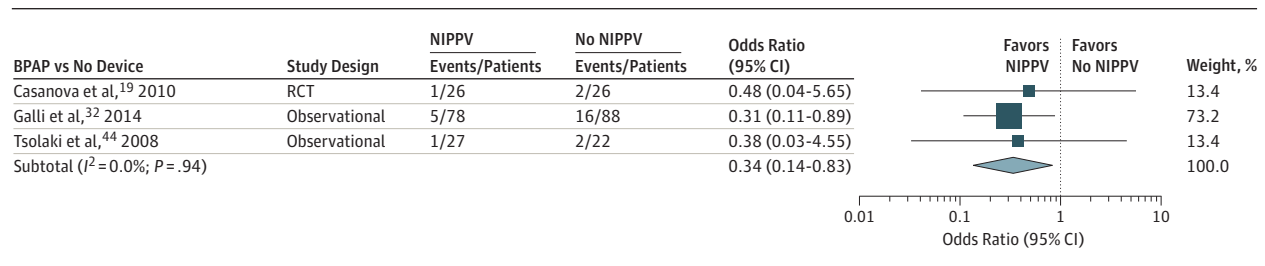 NIPPV No NIPPV Odds Ratio Favors Favors
BPAP vs No Device Study Design Events/Patients Events/Patients (95% CI) NIPPV No NIPPV Weight, %
Casanova et al,19 2010 RCT 1/26 2/26 0.48 (0.04-5.65) 13.4
Galli et al,32 2014 Observational 5/78 16/88 0.31 (0.11-0.89) 73.2
Tsolaki et al,44 2008 Observational 1/27 2/22 0.38 (0.03-4.55) 13.4
Subtotal (I2 = 0.0%; P = .94) 0.34 (0.14-0.83) 100.0
0.01 0.1 1 10
Odds Ratio (95% CI)